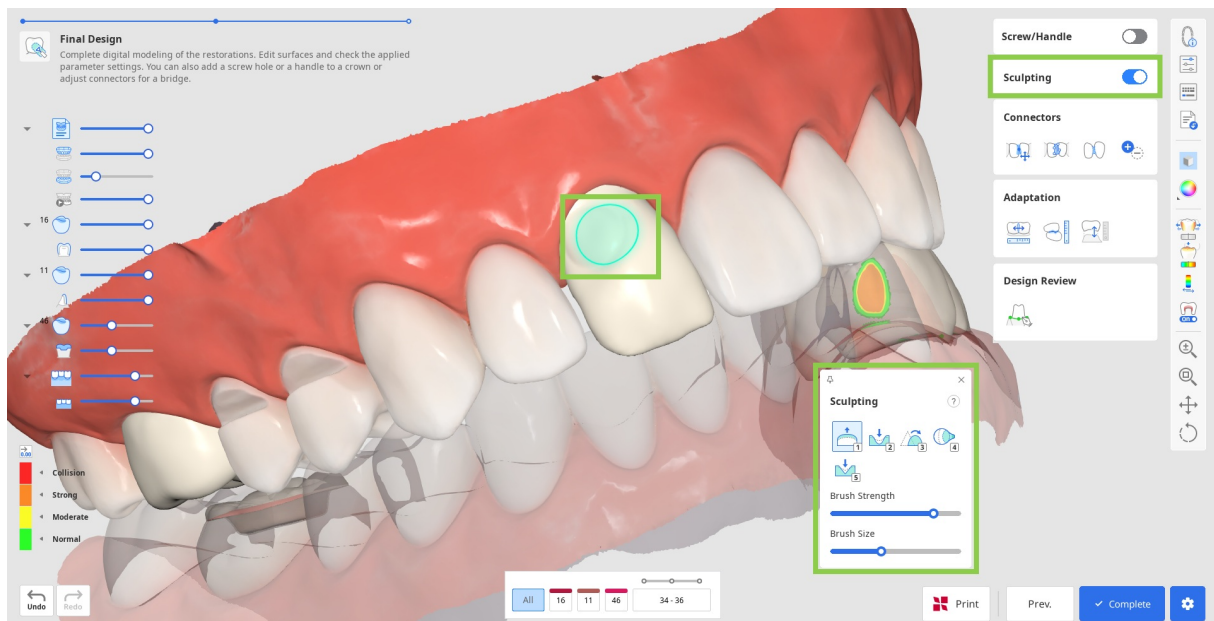 Final Design
Complete digital modeling of the restorations. Edit surfaces and check the applied
parameter settings. You can also add a screw hole or a handle to a crown or
adjust connectors for a bridge.
16
11
46
0.00
Collision
Strong
Moderate
Normal
Undo
Redo
All
16
11
46
34 - 36
Screw/Handle
Sculpting
Connectors
Adaptation
Design Review
Sculpting
?
1
2
3
4
5
Brush Strength
Brush Size
ON
Print
Prev.
Complete